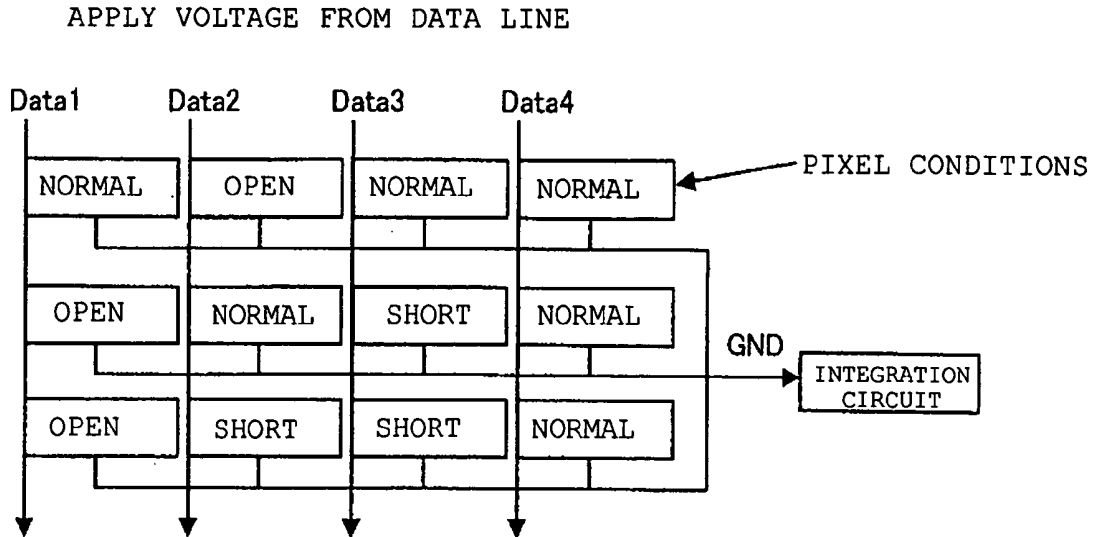 APPLY VOLTAGE FROM DATA LINE
Data1 Data2 Data3 Data4
NORMAL OPEN NORMAL NORMAL
PIXEL CONDITIONS
OPEN NORMAL SHORT NORMAL
GND
INTEGRATION
CIRCUIT
OPEN SHORT SHORT NORMAL